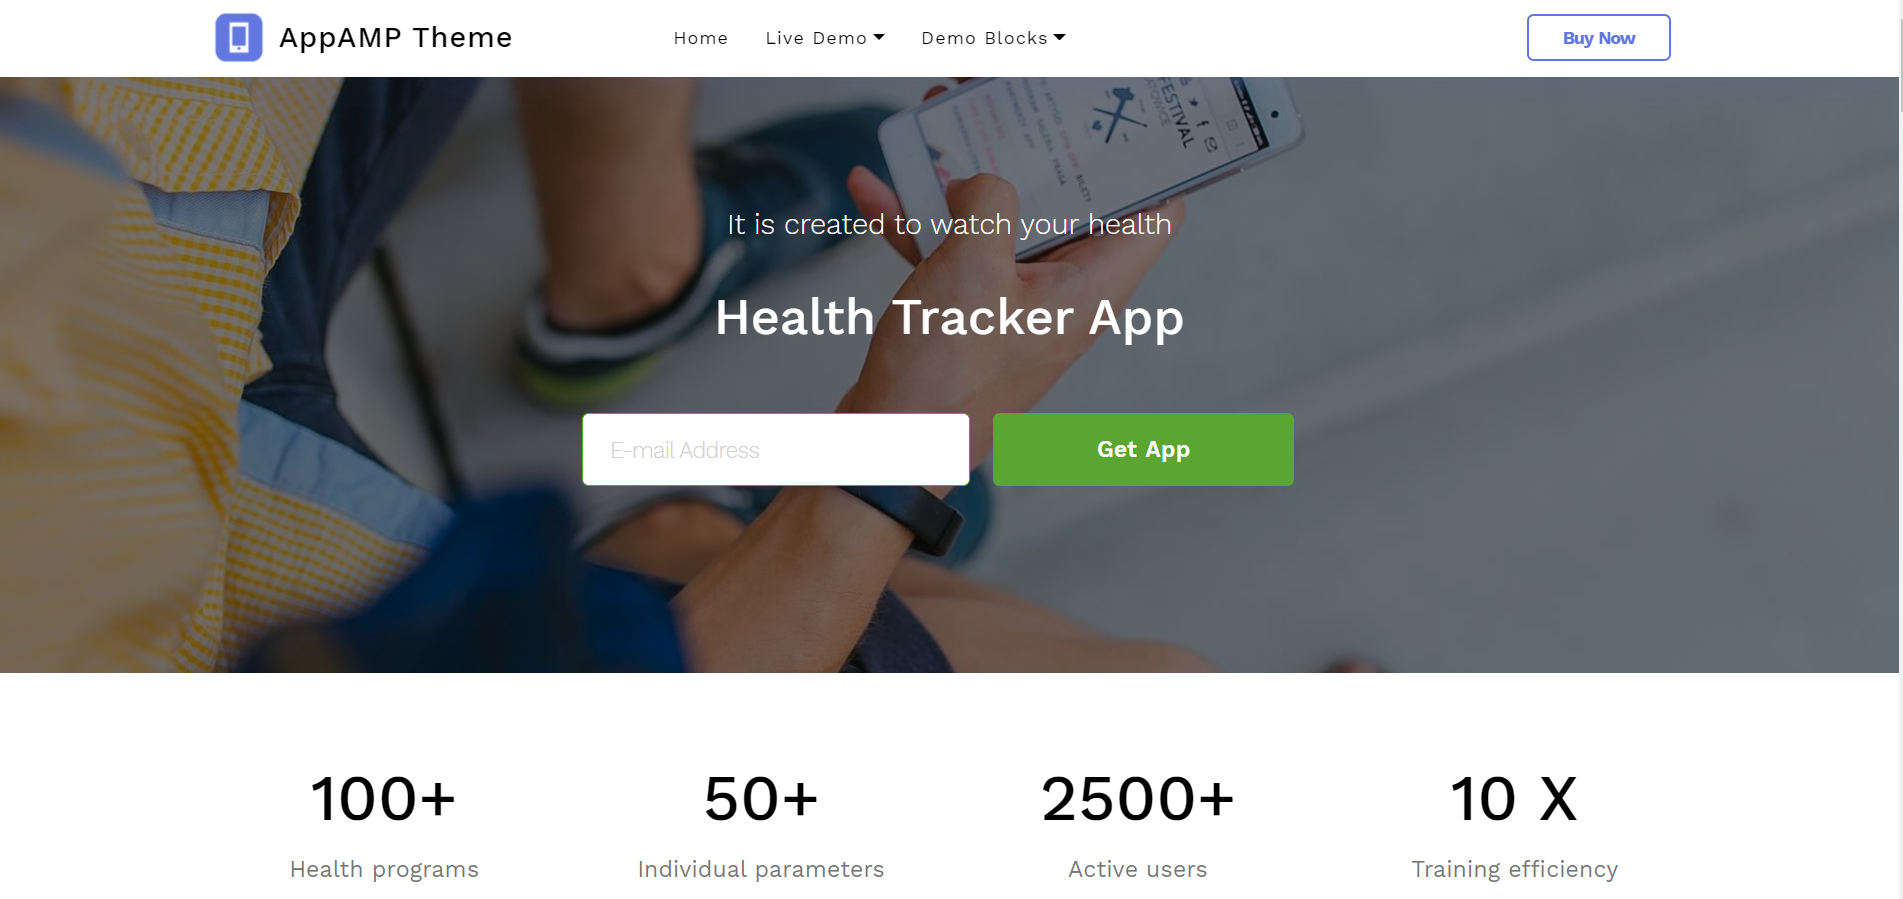 AppAMP Theme
Home
Live Demo
Demo Blocks
Buy Now
FESTIVAL
It is created to watch your health
Health Tracker App
E-mail Address
Get App
100+
50+
2500+
10 X
Health programs
Individual parameters
Active users
Training efficiency